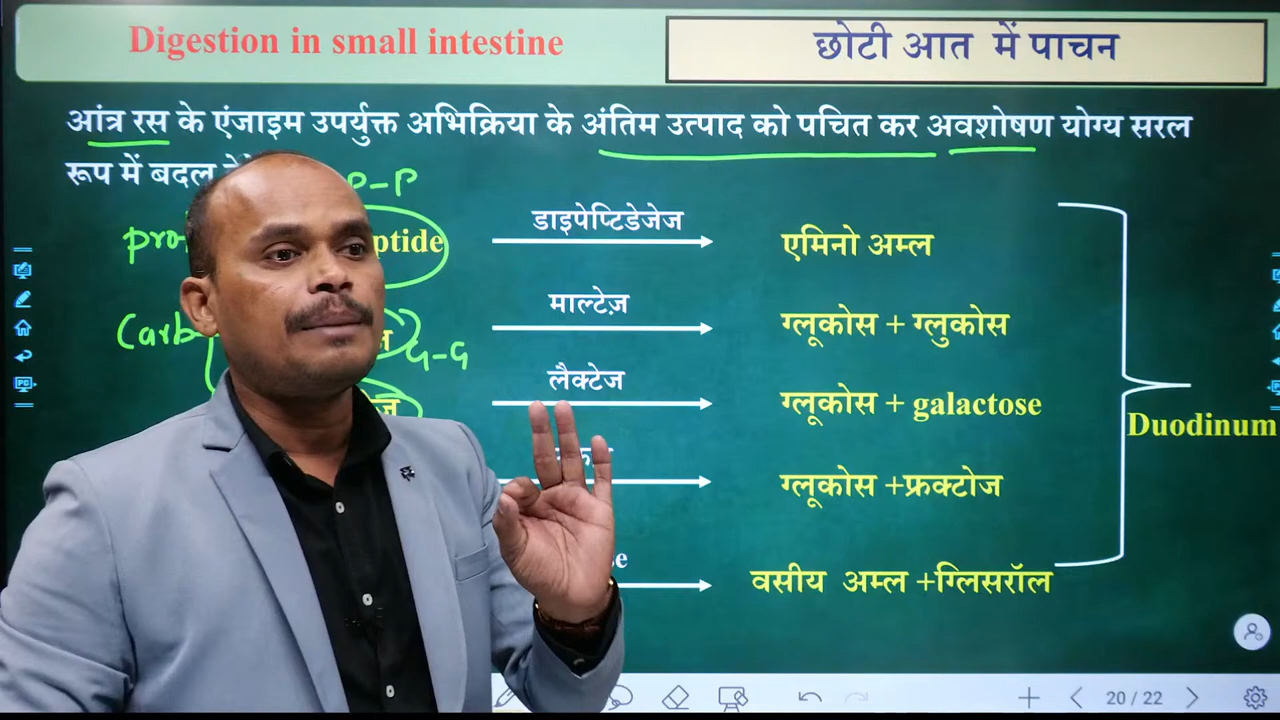 Digestion in small intestine
छोटी आत में पाचन
आंत्र रस के एंजाइम उपर्युक्त अभिक्रिया के अंतिम उत्पाद को पचित कर अवशोषण योग्य सरल
रूप में बदल
P-P
डाइपेप्टिडेजेज
एमिनो अम्ल
माल्टेज़
ग्लूकोस + ग्लुकोस
Carb
G-G
लैक्टेज
ग्लूकोस + galactose
ग्लूकोस +फ्रक्टोज
Duodinum
वसीय अम्ल +ग्लिसरॉल
20 / 22